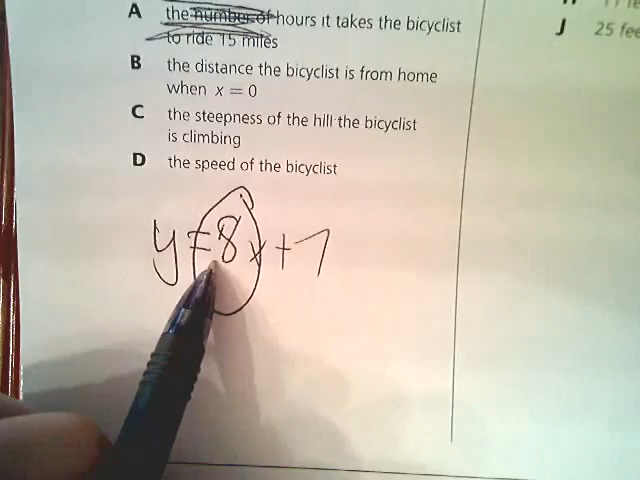 A the number of hours it takes the bicyclist
to ride 15 miles
B the distance the bicyclist is from home
when x = 0
C the steepness of the hill the bicyclist
is climbing
D the speed of the bicyclist
y=8x+7
J 25